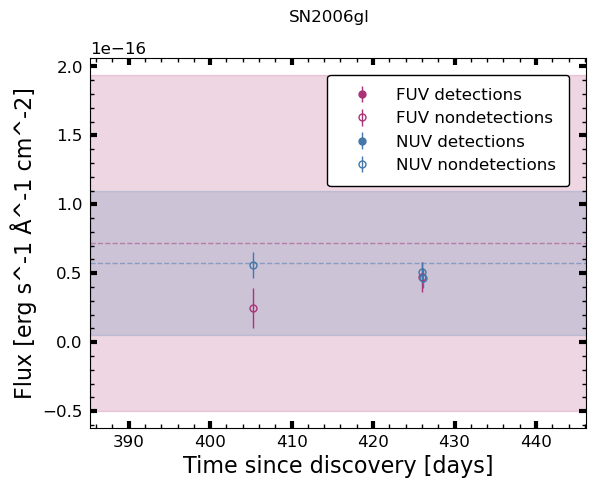 SN2006gl
1e−16
2.0
1.5
1.0
0.5
0.0
−0.5
Flux [erg s^-1 Å^-1 cm^-2]
FUV detections
FUV nondetections
NUV detections
NUV nondetections
390 400 410 420 430 440
Time since discovery [days]